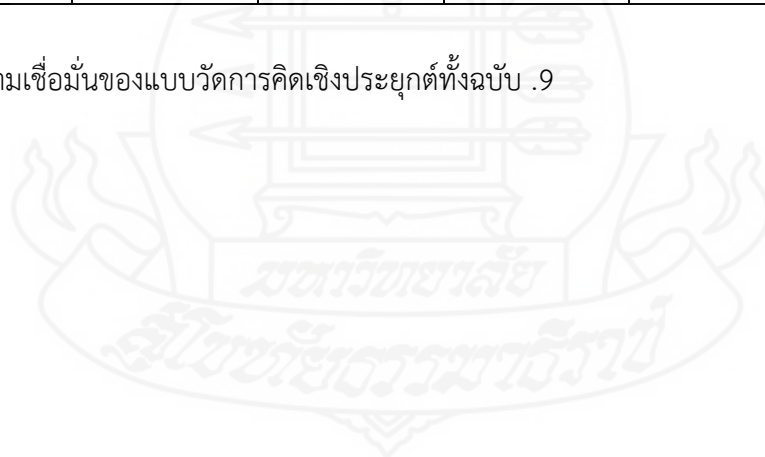 ามเชื่อมั่นของแบบวัดการคิดเชิงประยุกต์ทั้งฉบับ .9
มหาวิทยาลัย
สุโขทัยธรรมาธิราช